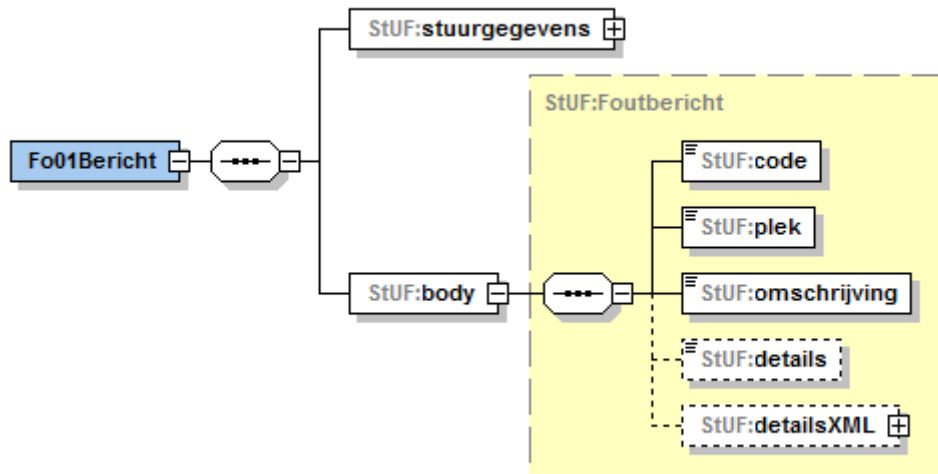 StUF:stuurgegevens
StUF:Foutbericht
Fo01Bericht
StUF:code
StUF:plek
StUF:body
StUF:omschrijving
StUF:details
StUF:detailsXML